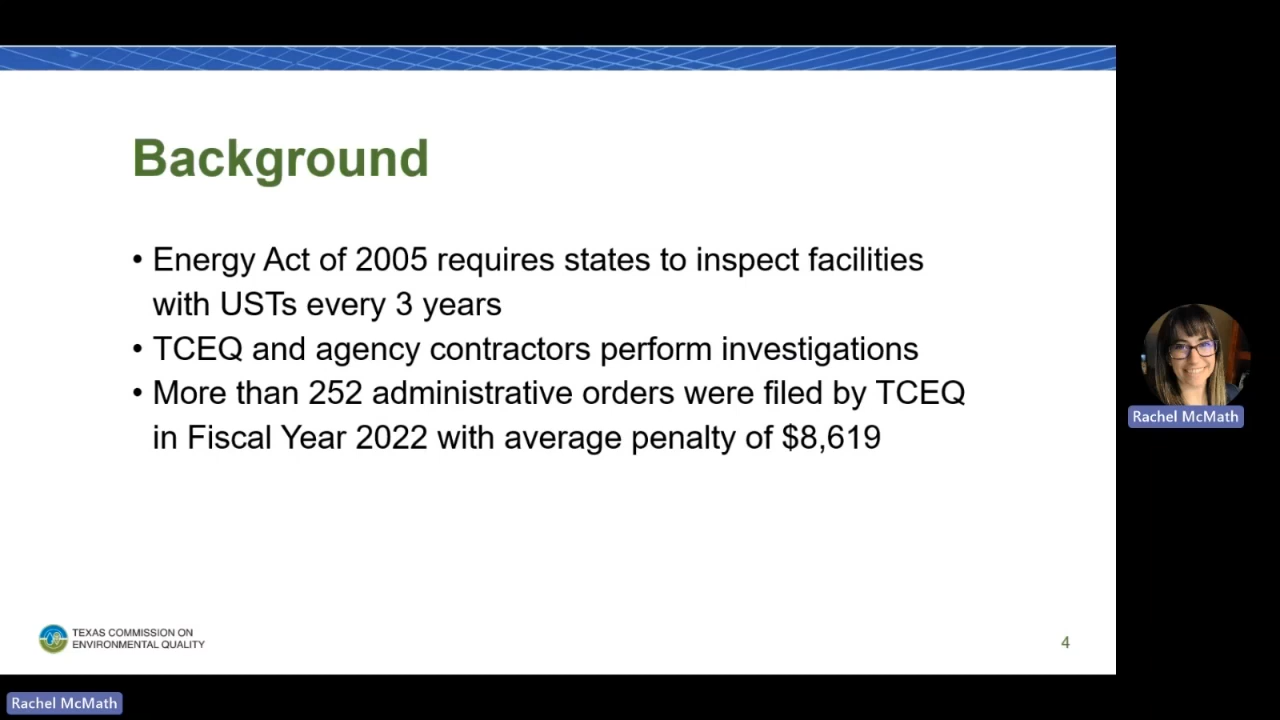 Background
• Energy Act of 2005 requires states to inspect facilities
with USTs every 3 years
• TCEQ and agency contractors perform investigations
• More than 252 administrative orders were filed by TCEQ
in Fiscal Year 2022 with average penalty of $8,619
Rachel McMath
TEXAS COMMISSION ON
ENVIRONMENTAL QUALITY
4
Rachel McMath